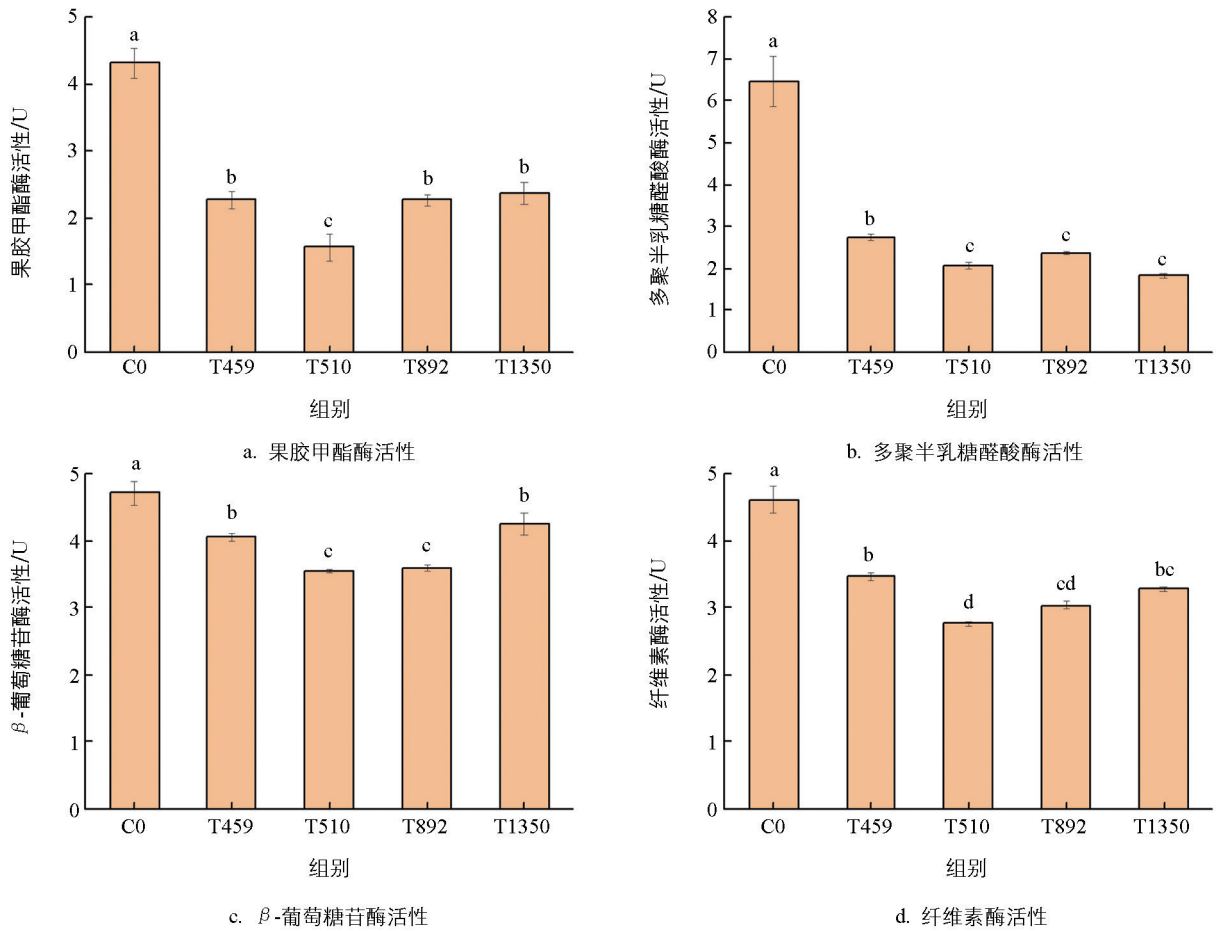 果胶甲酯酶活性/U
5
4
3
2
1
0
a
b
c
b
b
C0 T459 T510 T892 T1350
组别
a. 果胶甲酯酶活性
多聚半乳糖醛酸酶活性/U
8
7
6
5
4
3
2
1
0
a
b
c
c
c
C0 T459 T510 T892 T1350
组别
b. 多聚半乳糖醛酸酶活性
β-葡萄糖苷酶活性/U
5
4
3
2
1
0
a
b
c
c
b
C0 T459 T510 T892 T1350
组别
c. β-葡萄糖苷酶活性
纤维素酶活性/U
5
4
3
2
1
0
a
b
d
cd
bc
C0 T459 T510 T892 T1350
组别
d. 纤维素酶活性